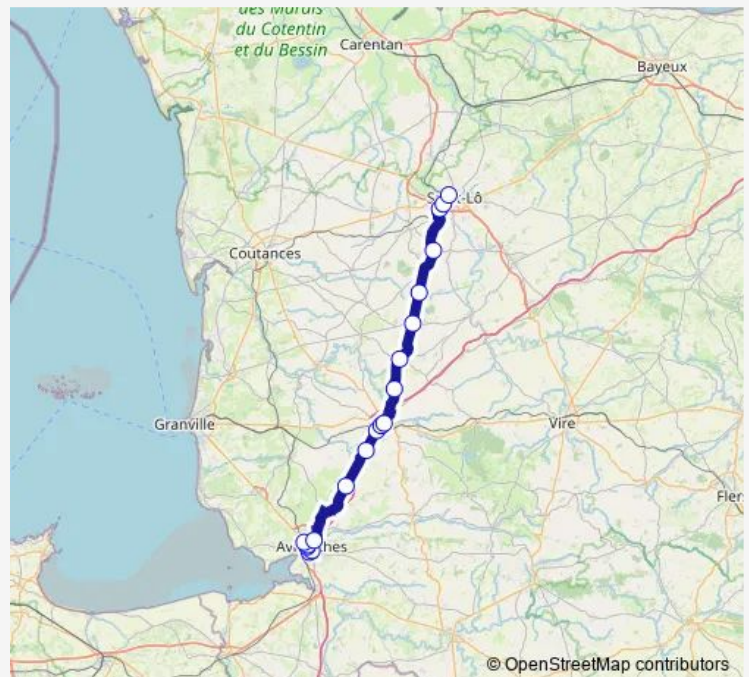 des Marais
du Cotentin
et du Bessin
Carentan
Bayeux
Coutances
Granville
Vire
© OpenStreetMap contributors